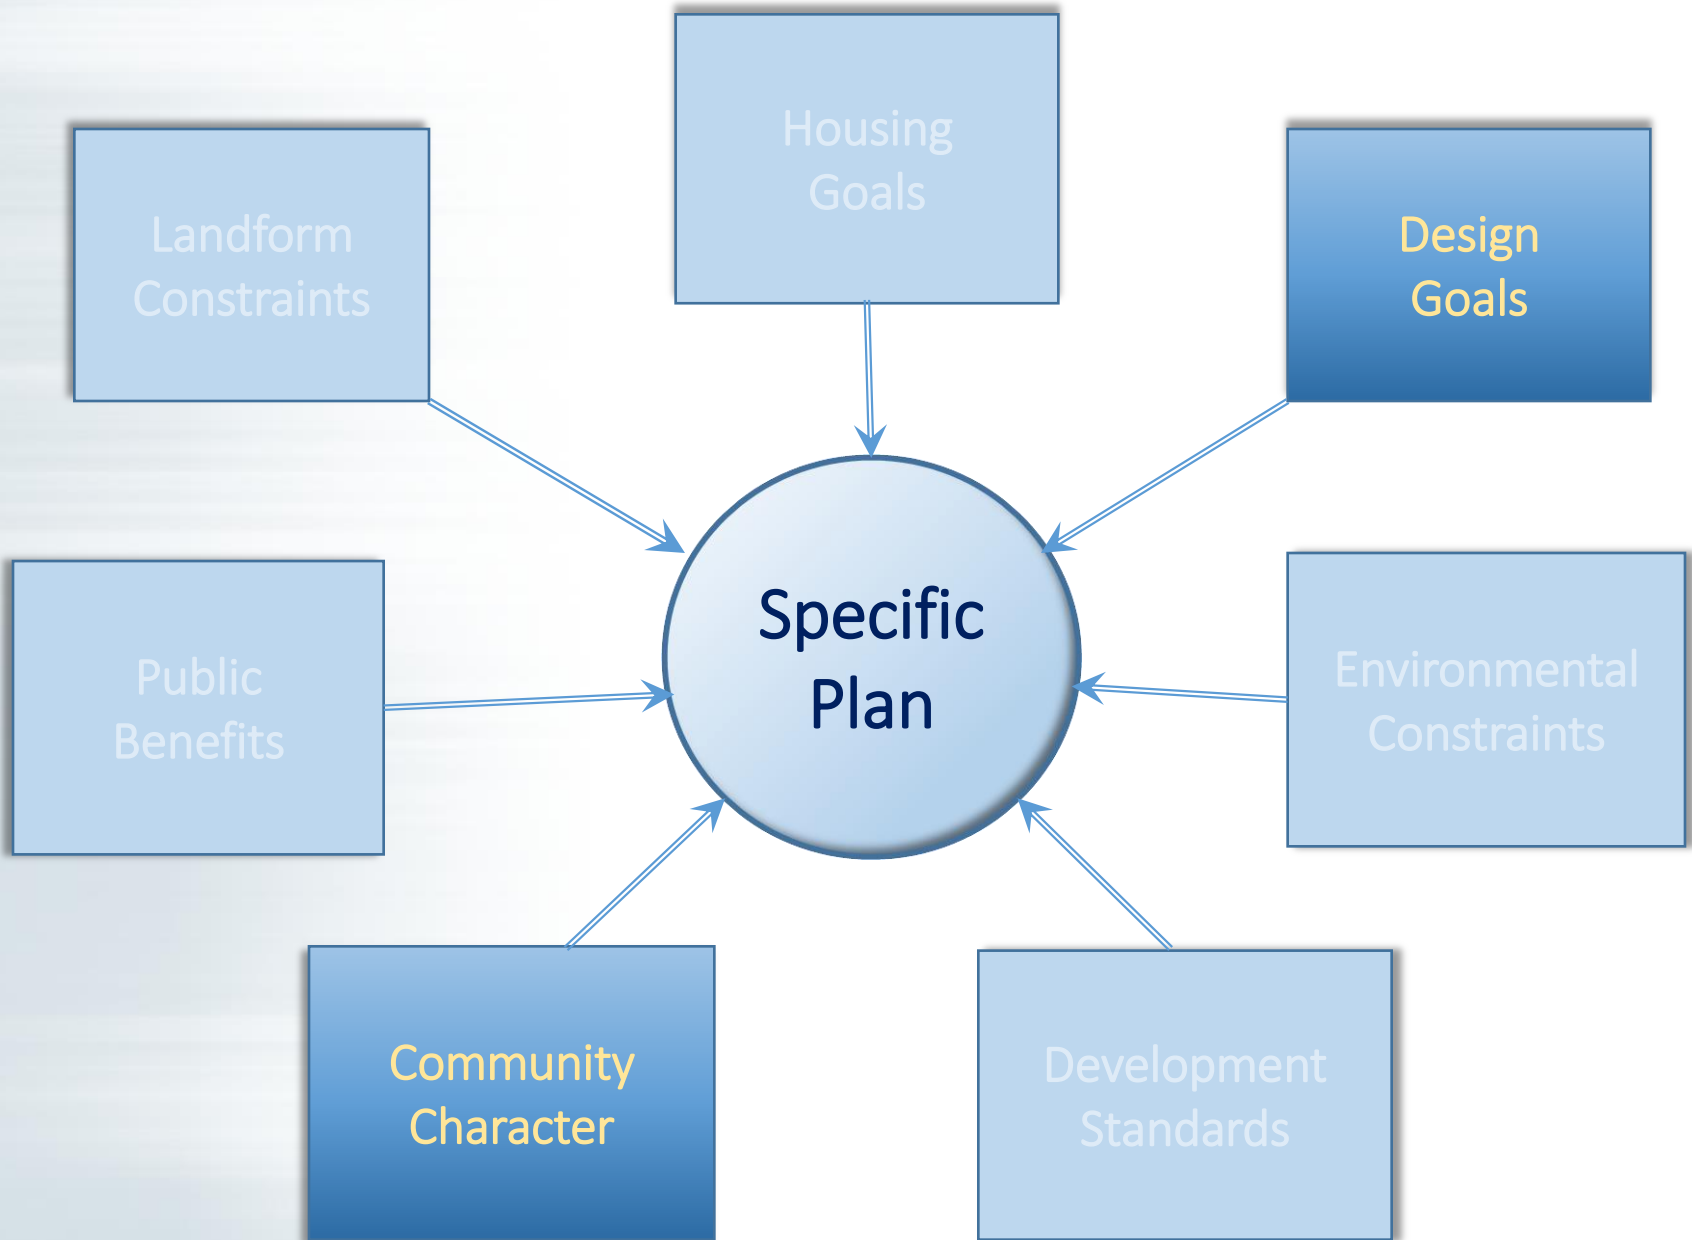 Housing
Goals
Landform
Constraints
Design
Goals
Specific
Plan
Public
Benefits
Environmental
Constraints
Community
Character
Development
Standards